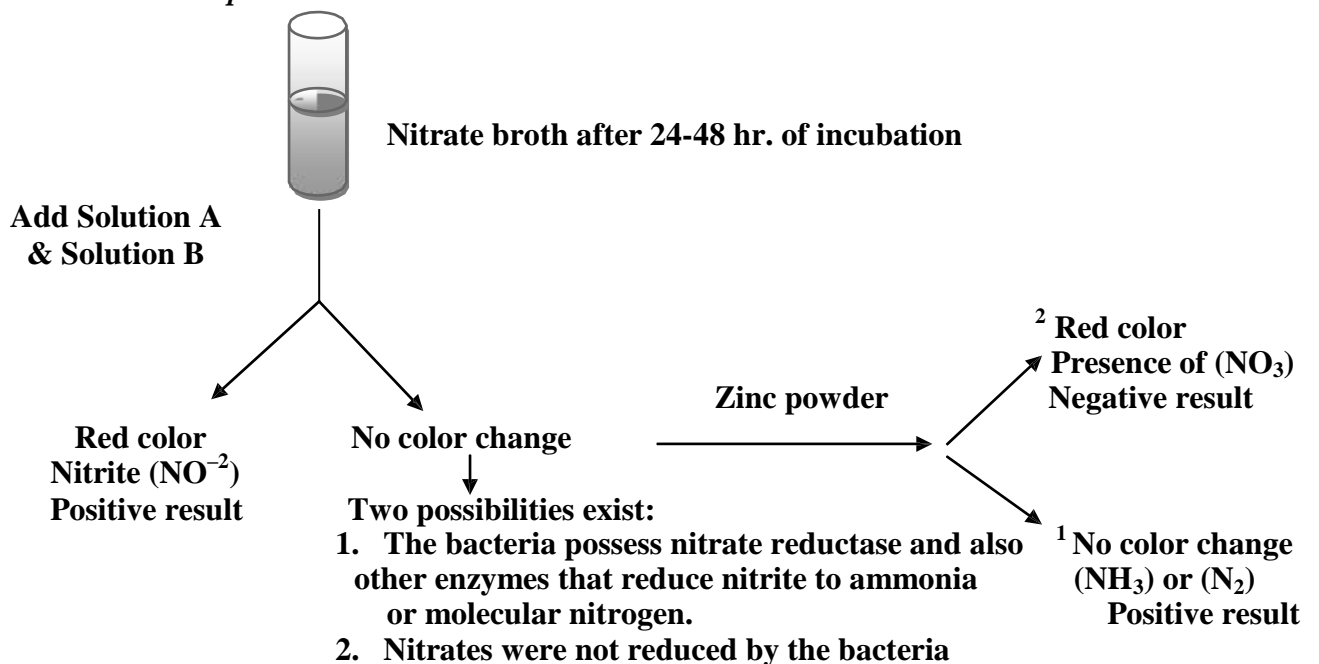 Nitrate broth after 24-48 hr. of incubation
Add Solution A
& Solution B
Red color
Nitrite (NO⁻²)
Positive result
No color change
Two possibilities exist:
1. The bacteria possess nitrate reductase and also
other enzymes that reduce nitrite to ammonia
or molecular nitrogen.
2. Nitrates were not reduced by the bacteria
Zinc powder
² Red color
Presence of (NO₃)
Negative result
¹ No color change
(NH₃) or (N₂)
Positive result